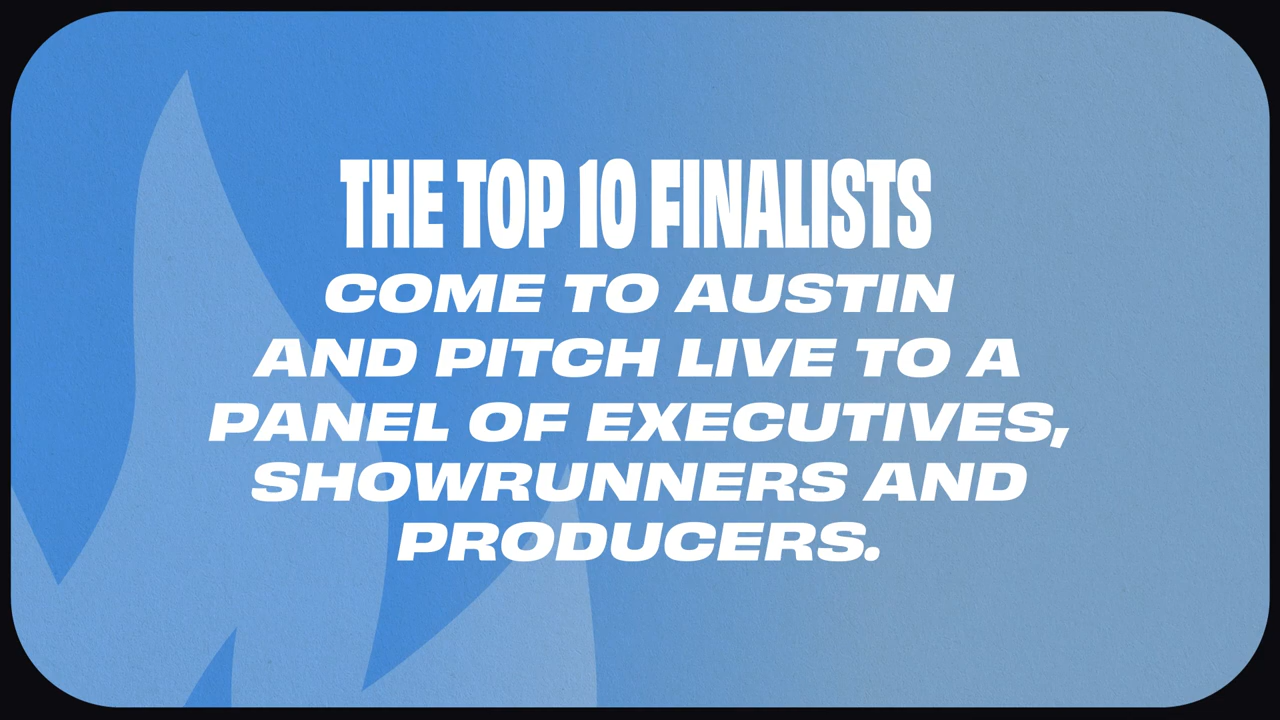 THE TOP 10 FINALISTS
COME TO AUSTIN
AND PITCH LIVE TO A
PANEL OF EXECUTIVES,
SHOWRUNNERS AND
PRODUCERS.